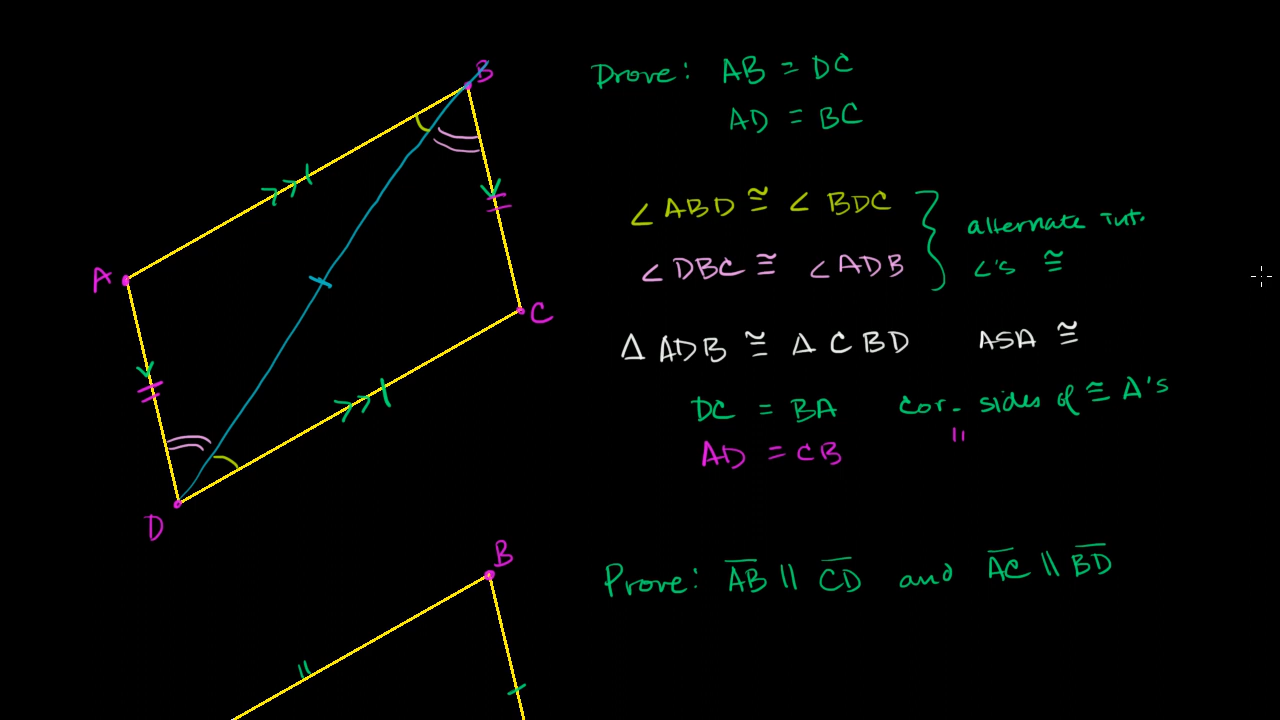 B
Prove: AB = DC
AD = BC
∠ABD ≅ ∠BDC
alternate int.
∠DBC ≅ ∠ADB
∠'s ≅
A
C
Δ ADB ≅ Δ CBD ASA ≅
DC = BA cor. sides of ≅ Δ's
AD = CB "
D
B
Prove: AB || CD and AC || BD